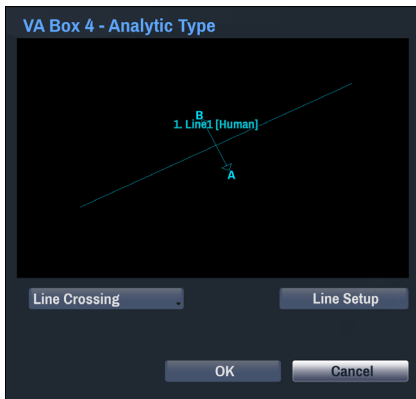 VA Box 4 - Analytic Type
B
1. Line1 [Human]
A
Line Crossing
Line Setup
OK
Cancel